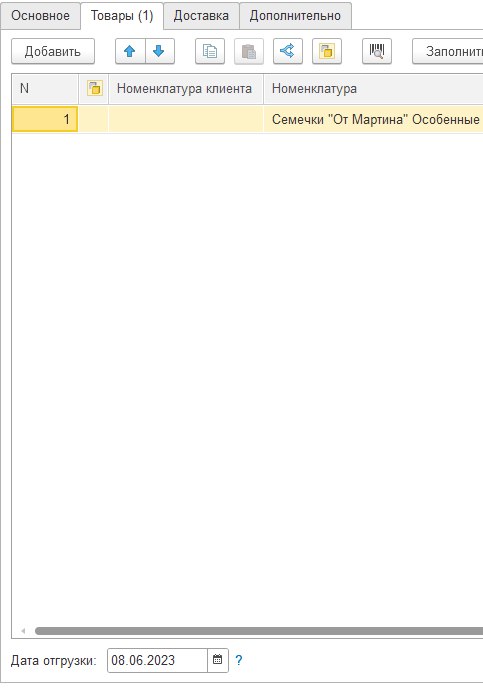 Основное Товары (1) Доставка Дополнительно
Добавить Заполнить
N Номенклатура клиента Номенклатура
1 Семечки "От Мартина" Особенные
Дата отгрузки: 08.06.2023 ?